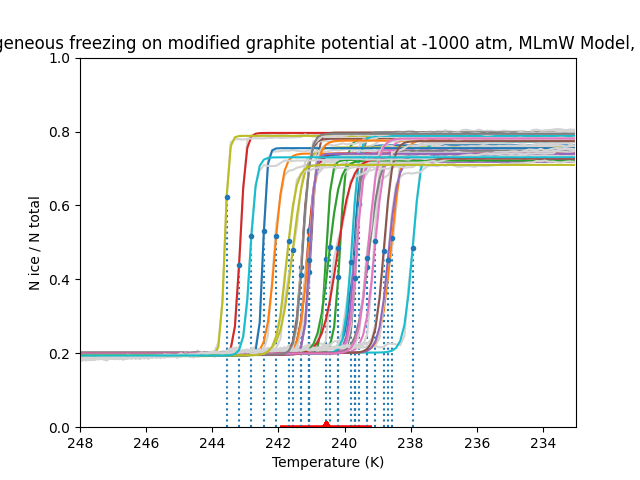 geneous freezing on modified graphite potential at -1000 atm, MLmW Model,
1.0
0.8
0.6
0.4
0.2
0.0
N ice / N total
248 246 244 242 240 238 236 234
Temperature (K)